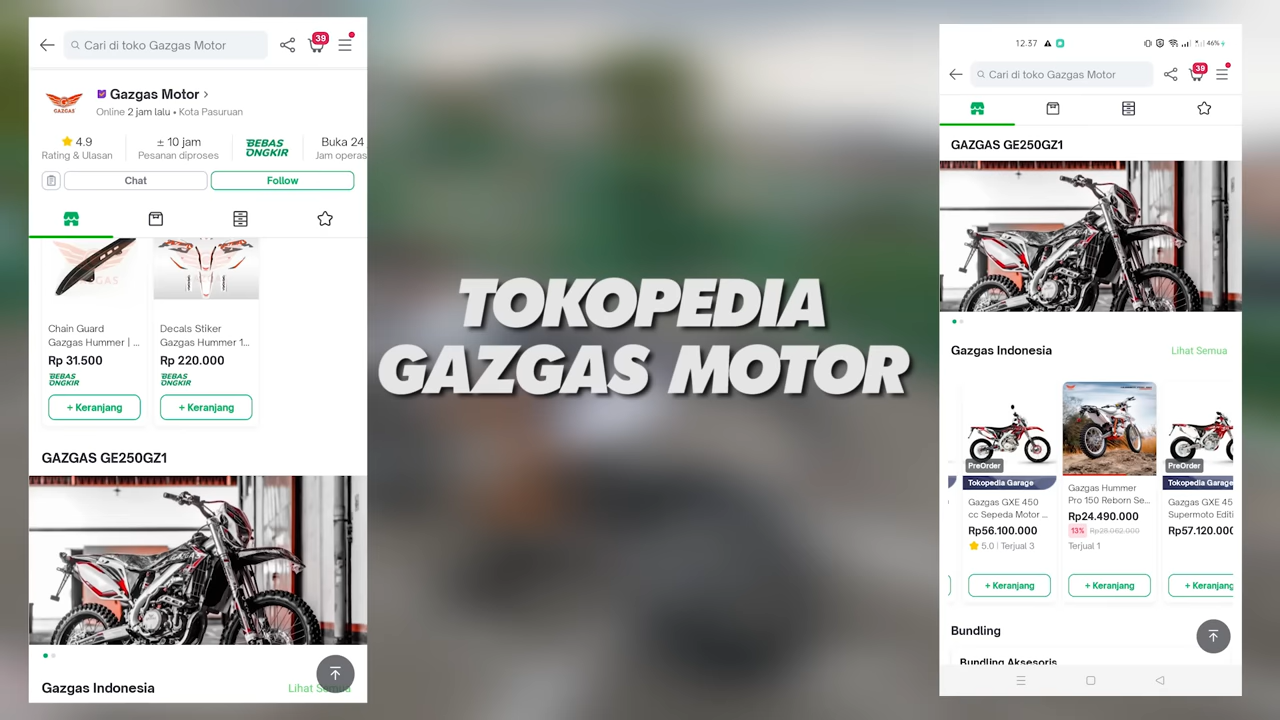 Cari di toko Gazgas Motor
39
GAZGAS
Gazgas Motor
Online 2 jam lalu • Kota Pasuruan
4.9
Rating & Ulasan
± 10 jam
Pesanan diproses
BEBAS
ONGKIR
Buka 24
Jam operas
Chat
Follow
Chain Guard
Gazgas Hummer | ...
Rp 31.500
BEBAS
ONGKIR
+ Keranjang
Decals Stiker
Gazgas Hummer 1...
Rp 220.000
BEBAS
ONGKIR
+ Keranjang
GAZGAS GE250GZ1
Gazgas Indonesia
Lihat Semua
TOKOPEDIA
GAZGAS MOTOR
12.37
46%
Cari di toko Gazgas Motor
39
GAZGAS GE250GZ1
Gazgas Indonesia
Lihat Semua
PreOrder
Tokopedia Garage
Gazgas GXE 450
cc Sepeda Motor ...
Rp56.100.000
5.0 | Terjual 3
+ Keranjang
Gazgas Hummer
Pro 150 Reborn Se...
Rp24.490.000
13% Rp28.062.000
Terjual 1
+ Keranjang
PreOrder
Tokopedia Garage
Gazgas GXE 45
Supermoto Editi
Rp57.120.000
+ Keranjang
Bundling
Bundling Aksesoris